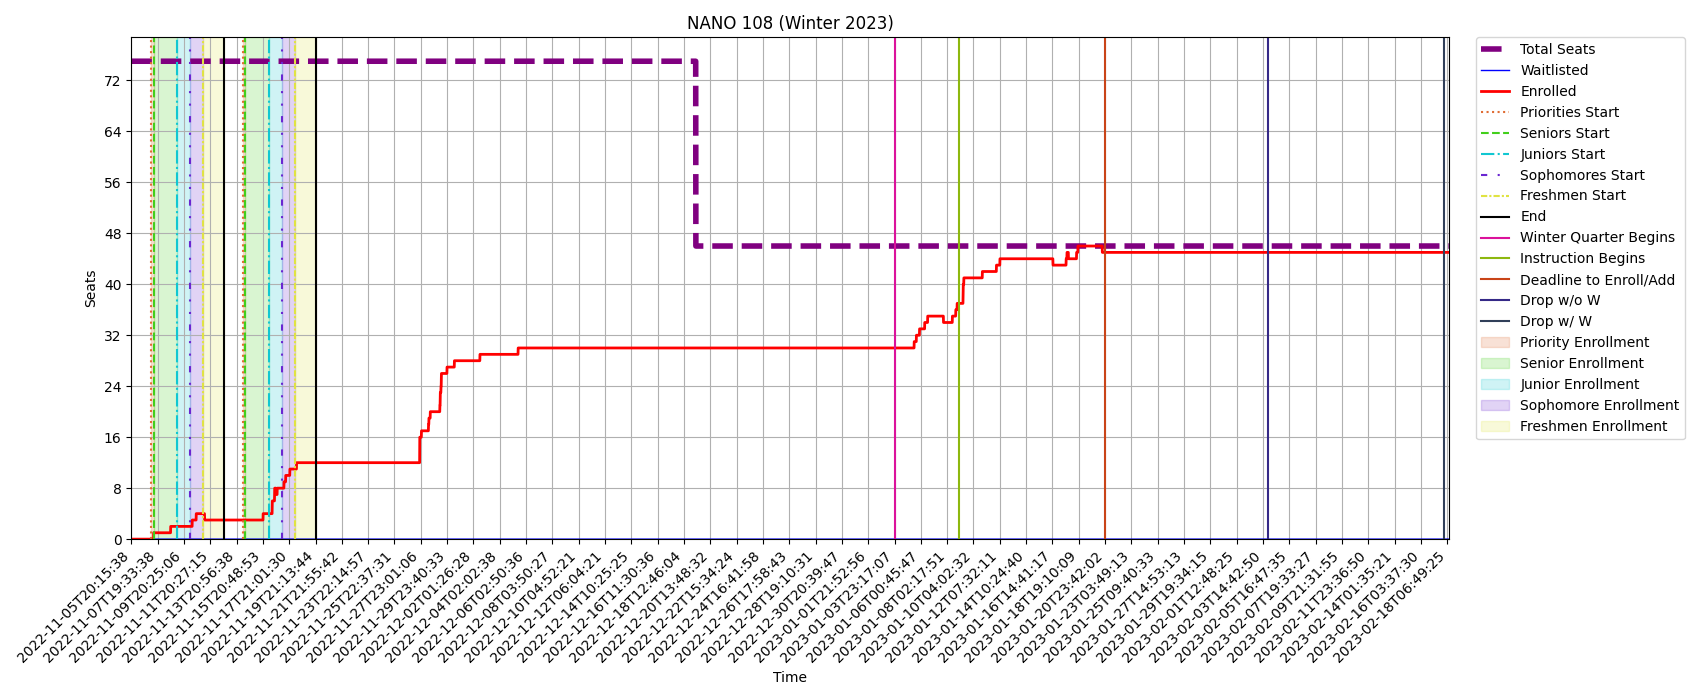 NANO 108 (Winter 2023)
Seats
72
64
56
48
40
32
24
16
8
0
2022-11-05T20:15:38
2022-11-07T19:33:38
2022-11-09T20:25:06
2022-11-11T20:27:15
2022-11-13T20:56:38
2022-11-15T20:48:53
2022-11-17T21:01:30
2022-11-19T21:13:44
2022-11-21T21:55:42
2022-11-23T22:14:57
2022-11-25T22:37:31
2022-11-27T23:01:06
2022-11-29T23:40:33
2022-12-02T01:26:28
2022-12-04T02:02:38
2022-12-06T02:50:36
2022-12-08T03:50:27
2022-12-10T04:52:21
2022-12-12T06:04:21
2022-12-14T10:25:25
2022-12-16T11:30:36
2022-12-18T12:46:04
2022-12-20T13:48:32
2022-12-22T15:34:24
2022-12-24T16:41:58
2022-12-26T17:58:43
2022-12-28T19:10:31
2022-12-30T20:39:47
2023-01-01T21:52:56
2023-01-03T23:17:07
2023-01-06T00:45:47
2023-01-08T02:17:51
2023-01-10T04:02:32
2023-01-12T07:32:11
2023-01-14T10:24:40
2023-01-16T14:41:17
2023-01-18T19:10:09
2023-01-20T23:42:02
2023-01-23T03:49:13
2023-01-25T09:40:33
2023-01-27T14:53:13
2023-01-29T19:34:15
2023-02-01T12:48:25
2023-02-03T14:42:50
2023-02-05T16:47:35
2023-02-07T19:33:27
2023-02-09T21:31:55
2023-02-11T23:36:50
2023-02-14T01:35:21
2023-02-16T03:37:30
2023-02-18T06:49:25
Time
Total Seats
Waitlisted
Enrolled
Priorities Start
Seniors Start
Juniors Start
Sophomores Start
Freshmen Start
End
Winter Quarter Begins
Instruction Begins
Deadline to Enroll/Add
Drop w/o W
Drop w/ W
Priority Enrollment
Senior Enrollment
Junior Enrollment
Sophomore Enrollment
Freshmen Enrollment